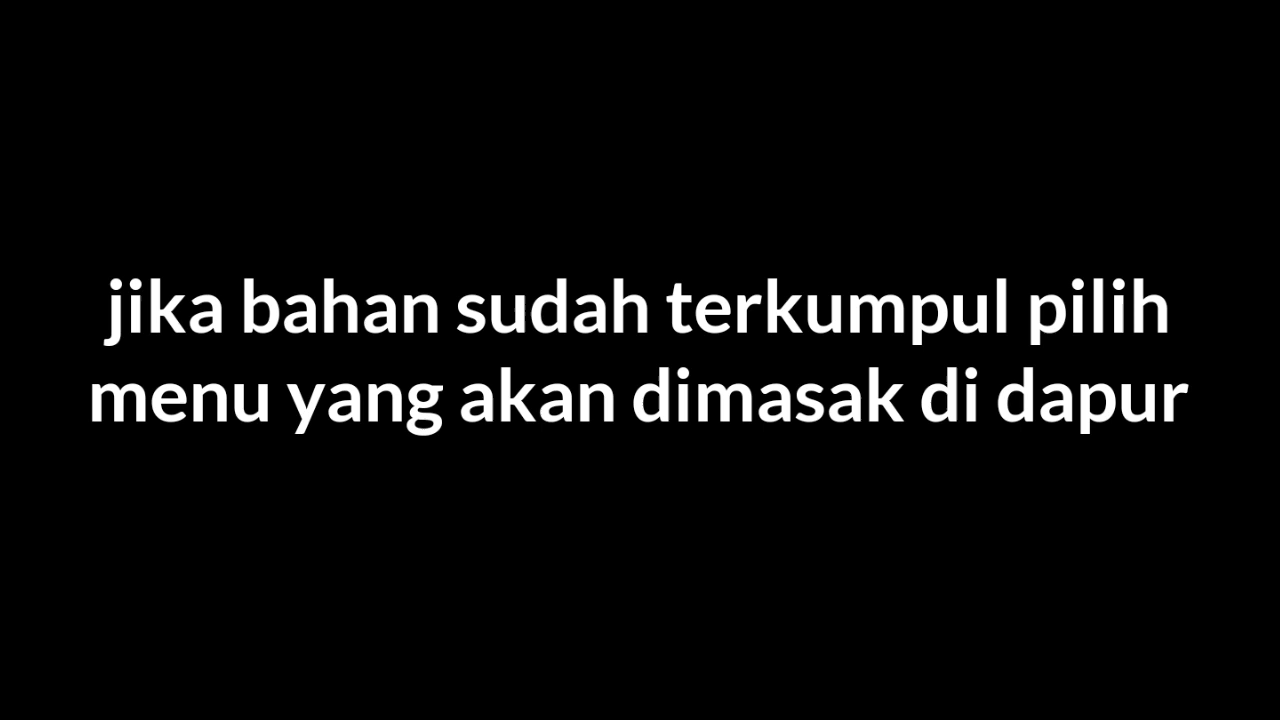 jika bahan sudah terkumpul pilih
menu yang akan dimasak di dapur